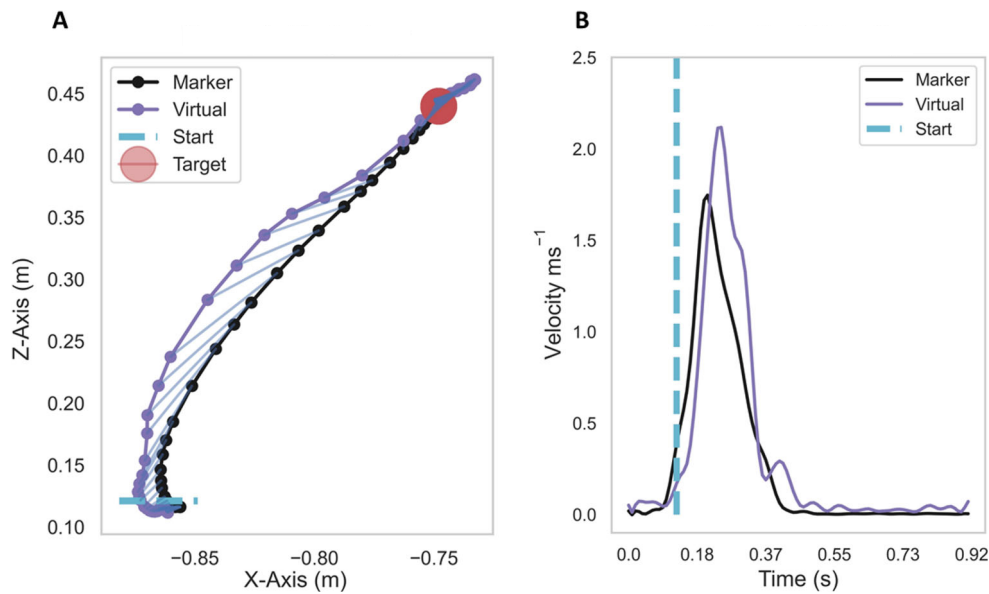 A
Marker
Virtual
Start
Target
0.45
0.40
0.35
0.30
0.25
0.20
0.15
0.10
Z-Axis (m)
−0.85
−0.80
−0.75
X-Axis (m)
B
Marker
Virtual
Start
2.5
2.0
1.5
1.0
0.5
0.0
Velocity ms⁻¹
0.0
0.18
0.37
0.55
0.73
0.92
Time (s)